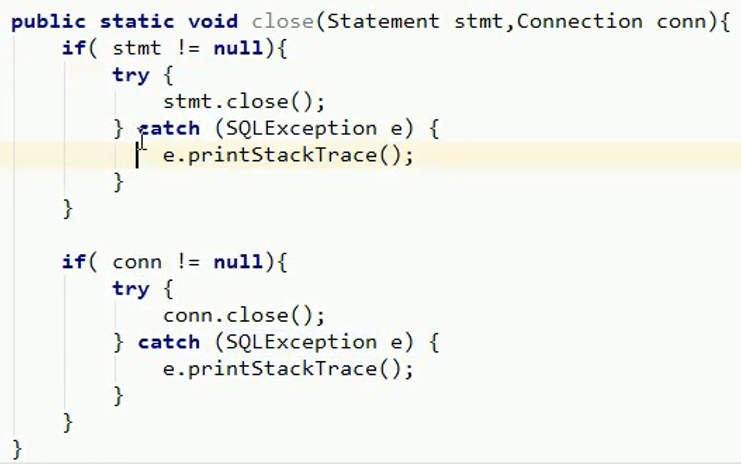 public static void close(Statement stmt,Connection conn){
    if( stmt != null){
        try {
            stmt.close();
        } catch (SQLException e) {
            e.printStackTrace();
        }
    }

    if( conn != null){
        try {
            conn.close();
        } catch (SQLException e) {
            e.printStackTrace();
        }
    }
}